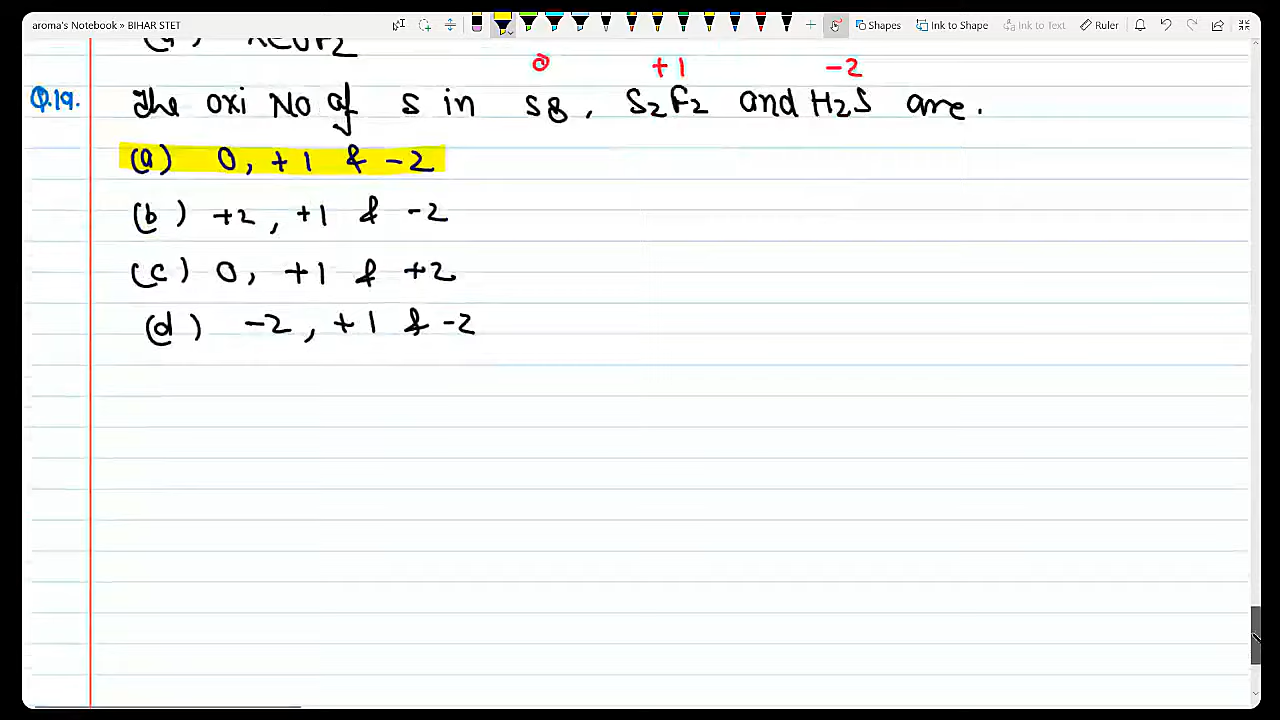 aroma's Notebook » BIHAR STET
Shapes Ink to Shape Ink to Text Ruler
XeOF2
0 +1 -2
Q.19. The oxi No of S in S8, S2F2 and H2S are.
(a) 0, +1 & -2
(b) +2, +1 & -2
(c) 0, +1 & +2
(d) -2, +1 & -2